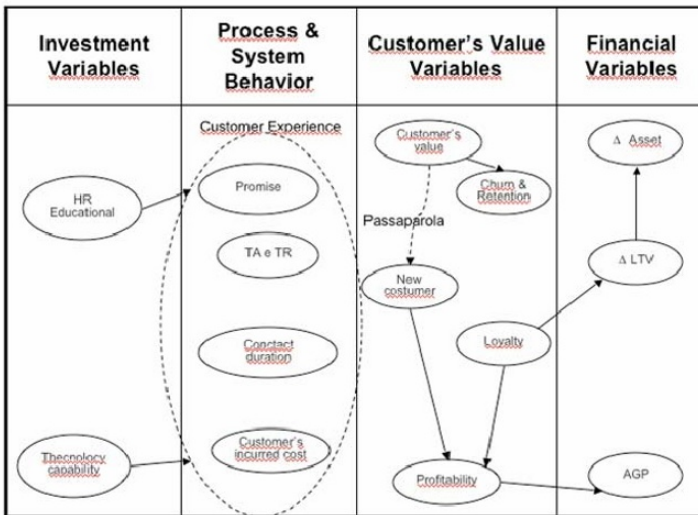 Investment
Variables
Process &
System
Behavior
Customer's Value
Variables
Financial
Variables
Customer Experience
HR
Educational
Promise
TA e TR
Conctact
duration
Thecnolocy
capability
Customer's
incurred cost
Customer's
value
Churn &
Retention
Passaparola
New
costumer
Loyalty
Profitability
Δ Asset
Δ LTV
AGP